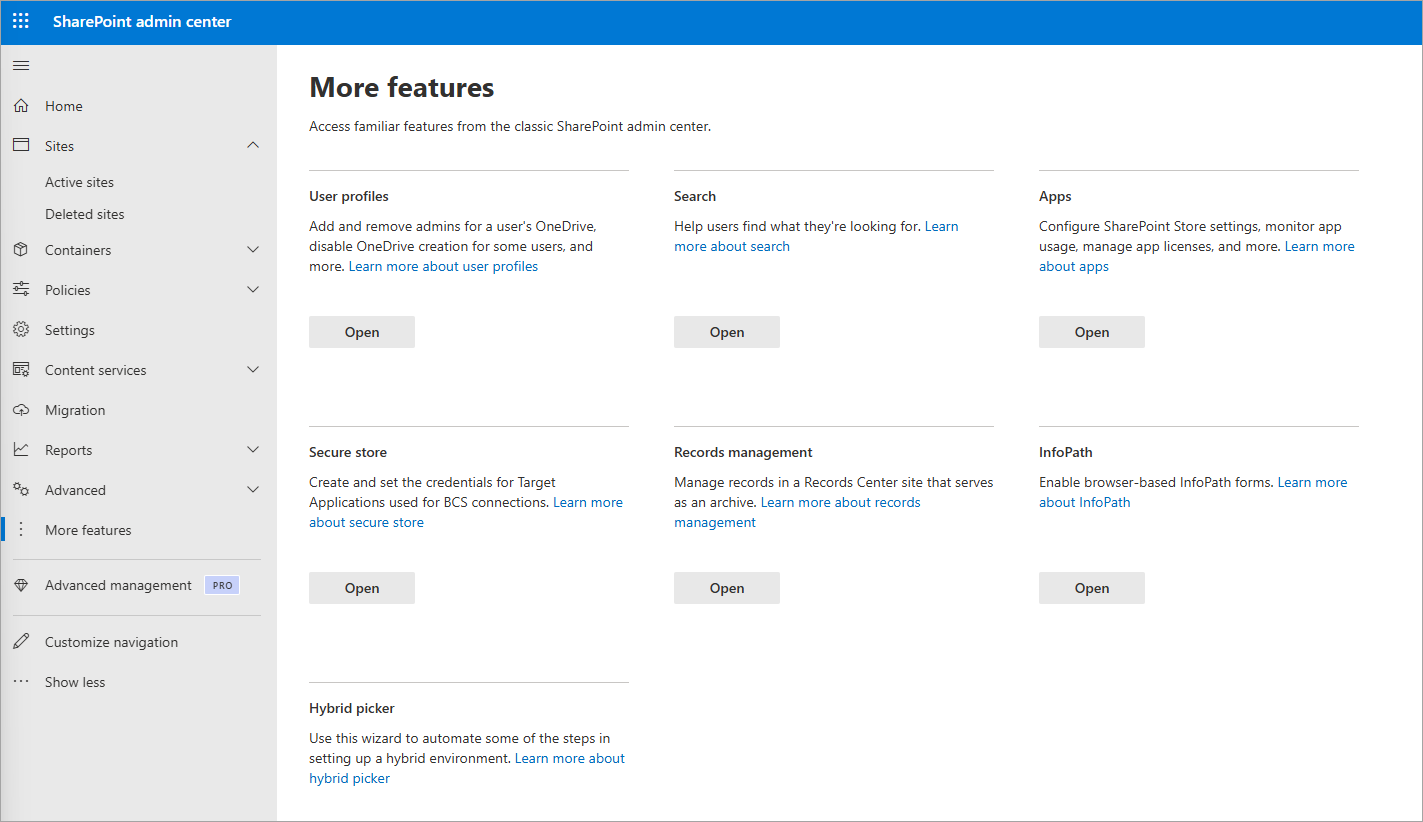 SharePoint admin center
Home
Sites
Active sites
Deleted sites
Containers
Policies
Settings
Content services
Migration
Reports
Advanced
More features
Advanced management PRO
Customize navigation
Show less
More features
Access familiar features from the classic SharePoint admin center.
User profiles
Add and remove admins for a user's OneDrive,
disable OneDrive creation for some users, and
more. Learn more about user profiles
Open
Search
Help users find what they're looking for. Learn
more about search
Open
Apps
Configure SharePoint Store settings, monitor app
usage, manage app licenses, and more. Learn more
about apps
Open
Secure store
Create and set the credentials for Target
Applications used for BCS connections. Learn more
about secure store
Open
Records management
Manage records in a Records Center site that serves
as an archive. Learn more about records
management
Open
InfoPath
Enable browser-based InfoPath forms. Learn more
about InfoPath
Open
Hybrid picker
Use this wizard to automate some of the steps in
setting up a hybrid environment. Learn more about
hybrid picker